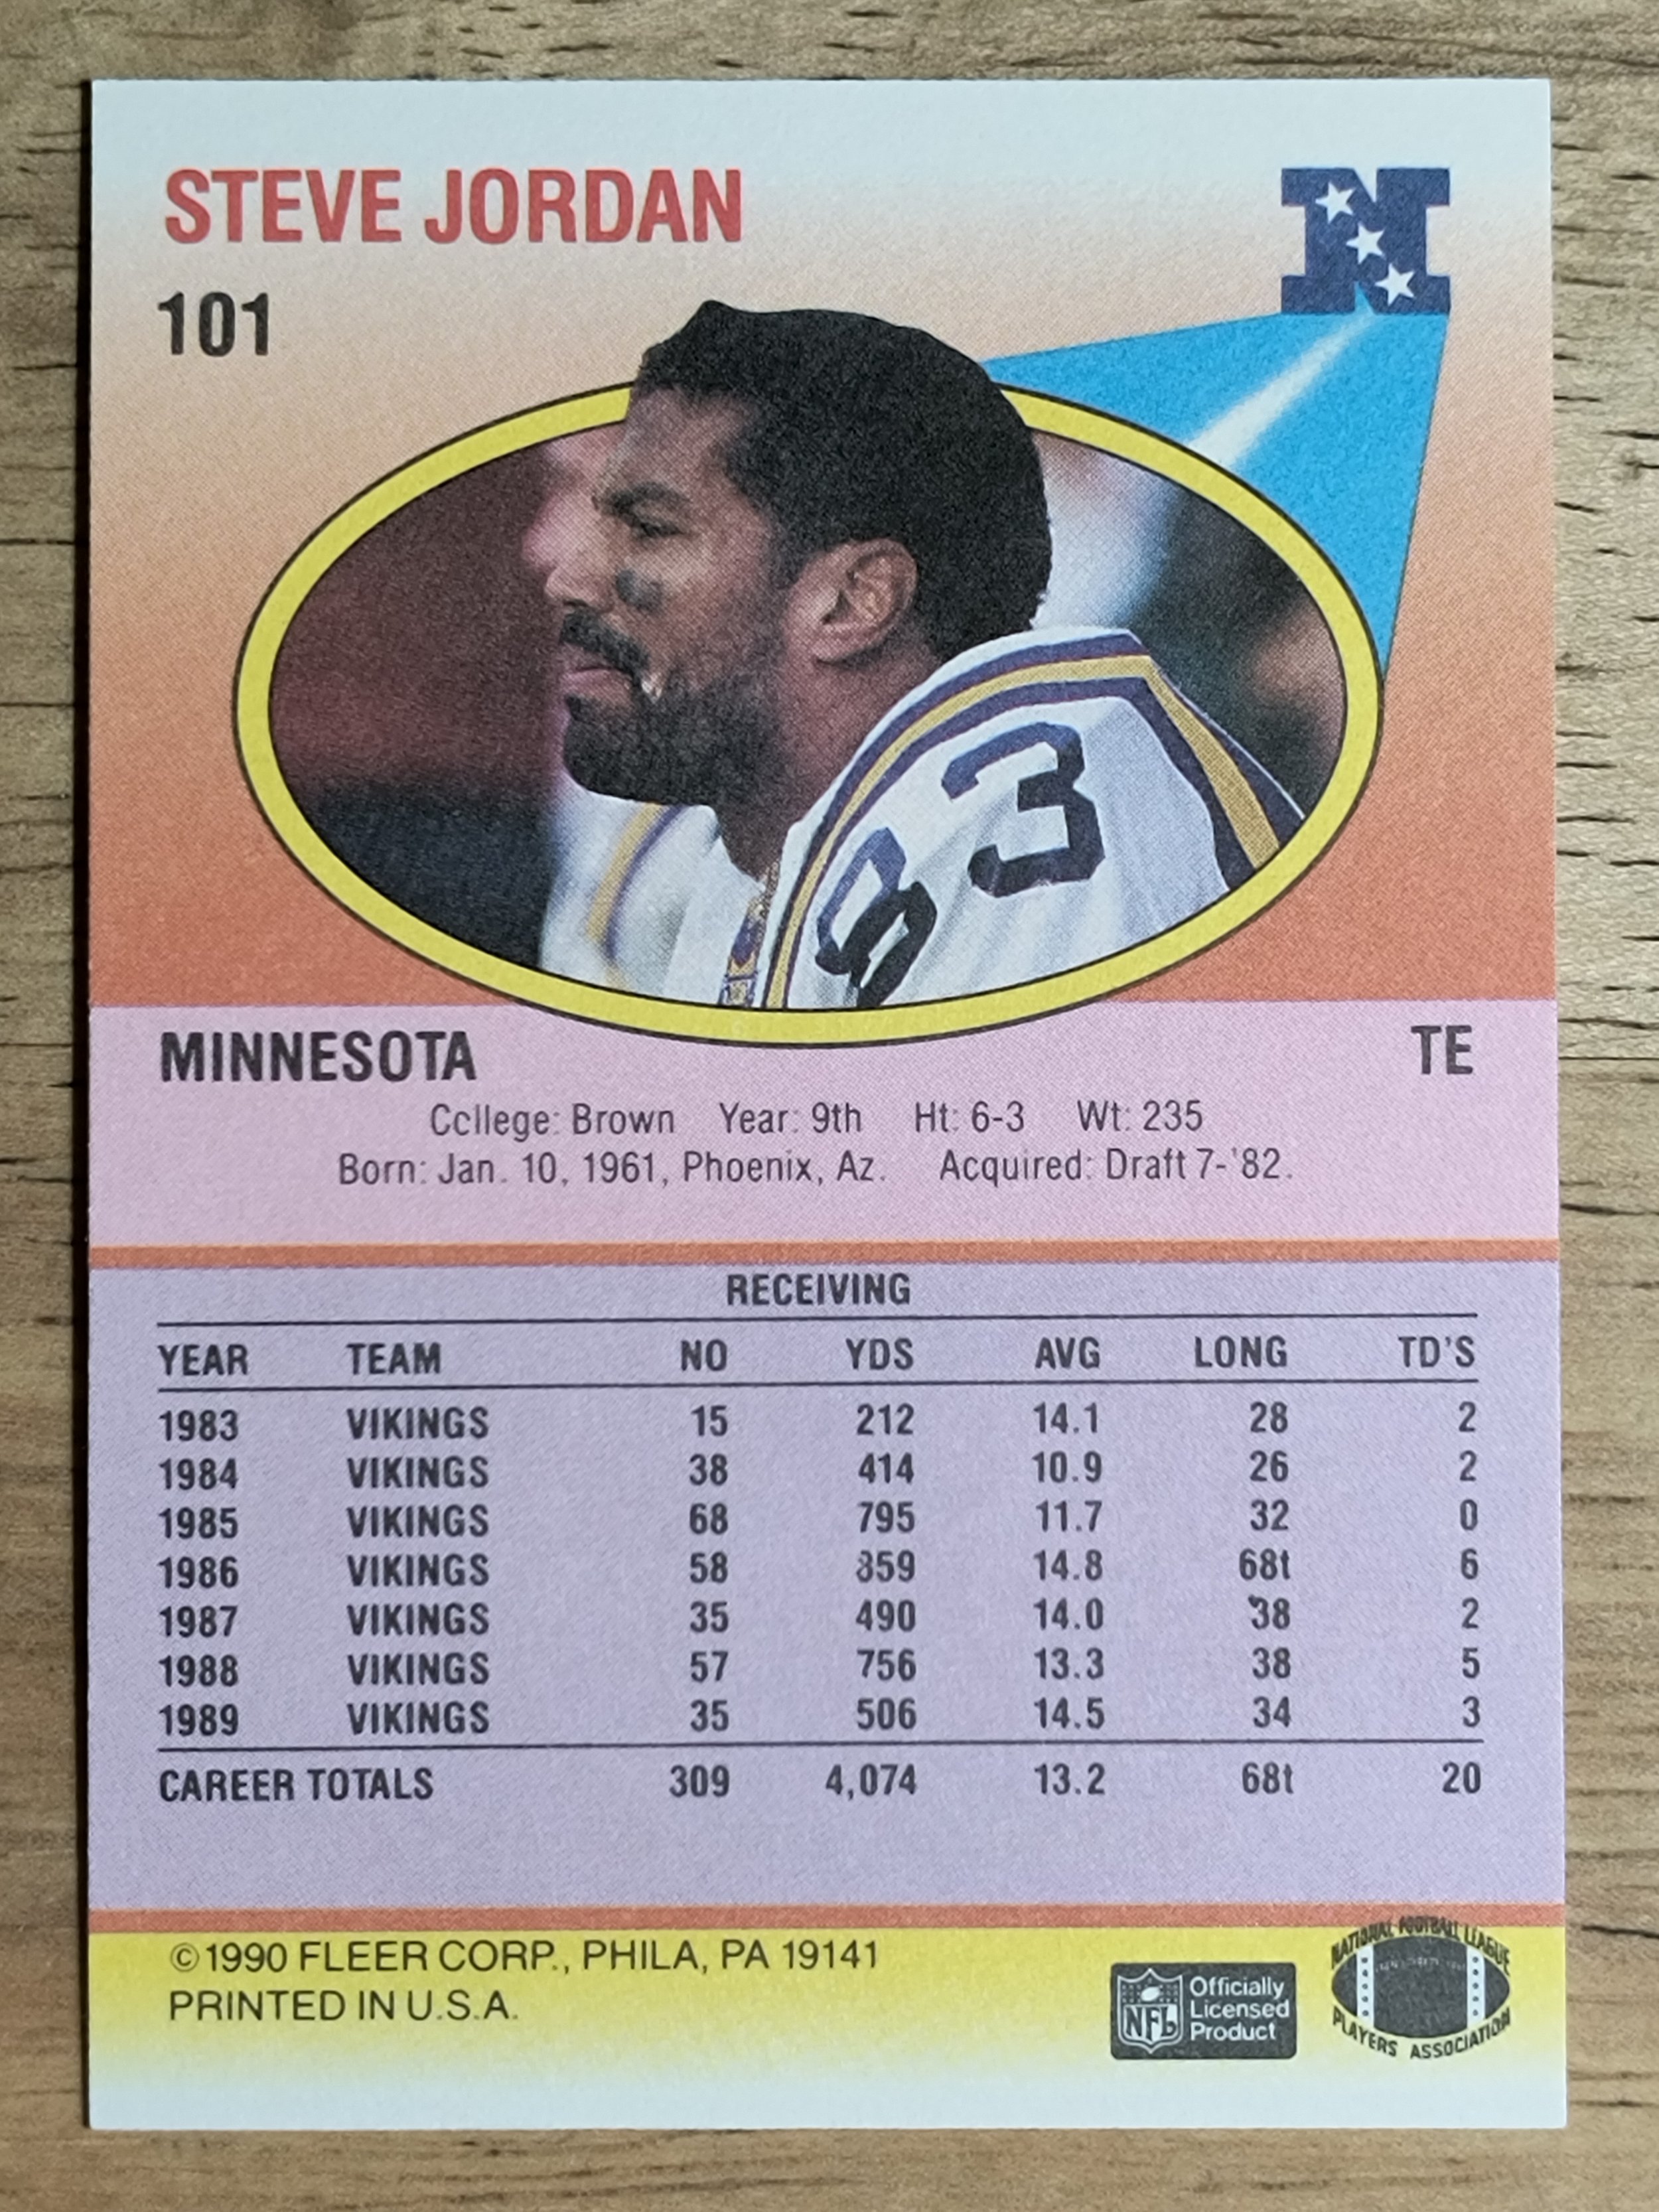 STEVE JORDAN
N
101
83
MINNESOTA TE
College: Brown Year: 9th Ht: 6-3 Wt: 235
Born: Jan. 10, 1961, Phoenix, Az. Acquired: Draft 7-'82.
RECEIVING
YEAR TEAM NO YDS AVG LONG TD'S
1983 VIKINGS 15 212 14.1 28 2
1984 VIKINGS 38 414 10.9 26 2
1985 VIKINGS 68 795 11.7 32 0
1986 VIKINGS 58 859 14.8 68t 6
1987 VIKINGS 35 490 14.0 38 2
1988 VIKINGS 57 756 13.3 38 5
1989 VIKINGS 35 506 14.5 34 3
CAREER TOTALS 309 4,074 13.2 68t 20
©1990 FLEER CORP., PHILA, PA 19141
PRINTED IN U.S.A.
NFL
Officially
Licensed
Product
NATIONAL FOOTBALL LEAGUE
PLAYERS ASSOCIATION